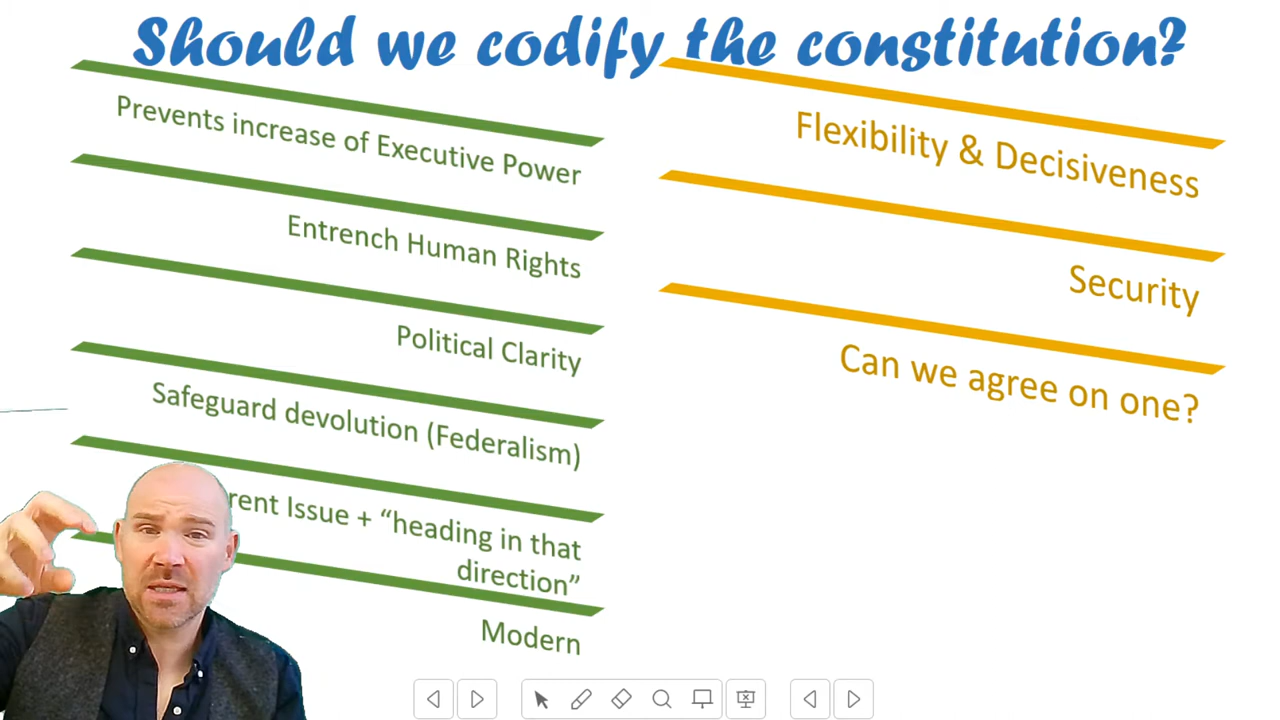 Should we codify the constitution?
Prevents increase of Executive Power
Entrench Human Rights
Political Clarity
Safeguard devolution (Federalism)
Issue + “heading in that
direction”
Modern
Flexibility & Decisiveness
Security
Can we agree on one?